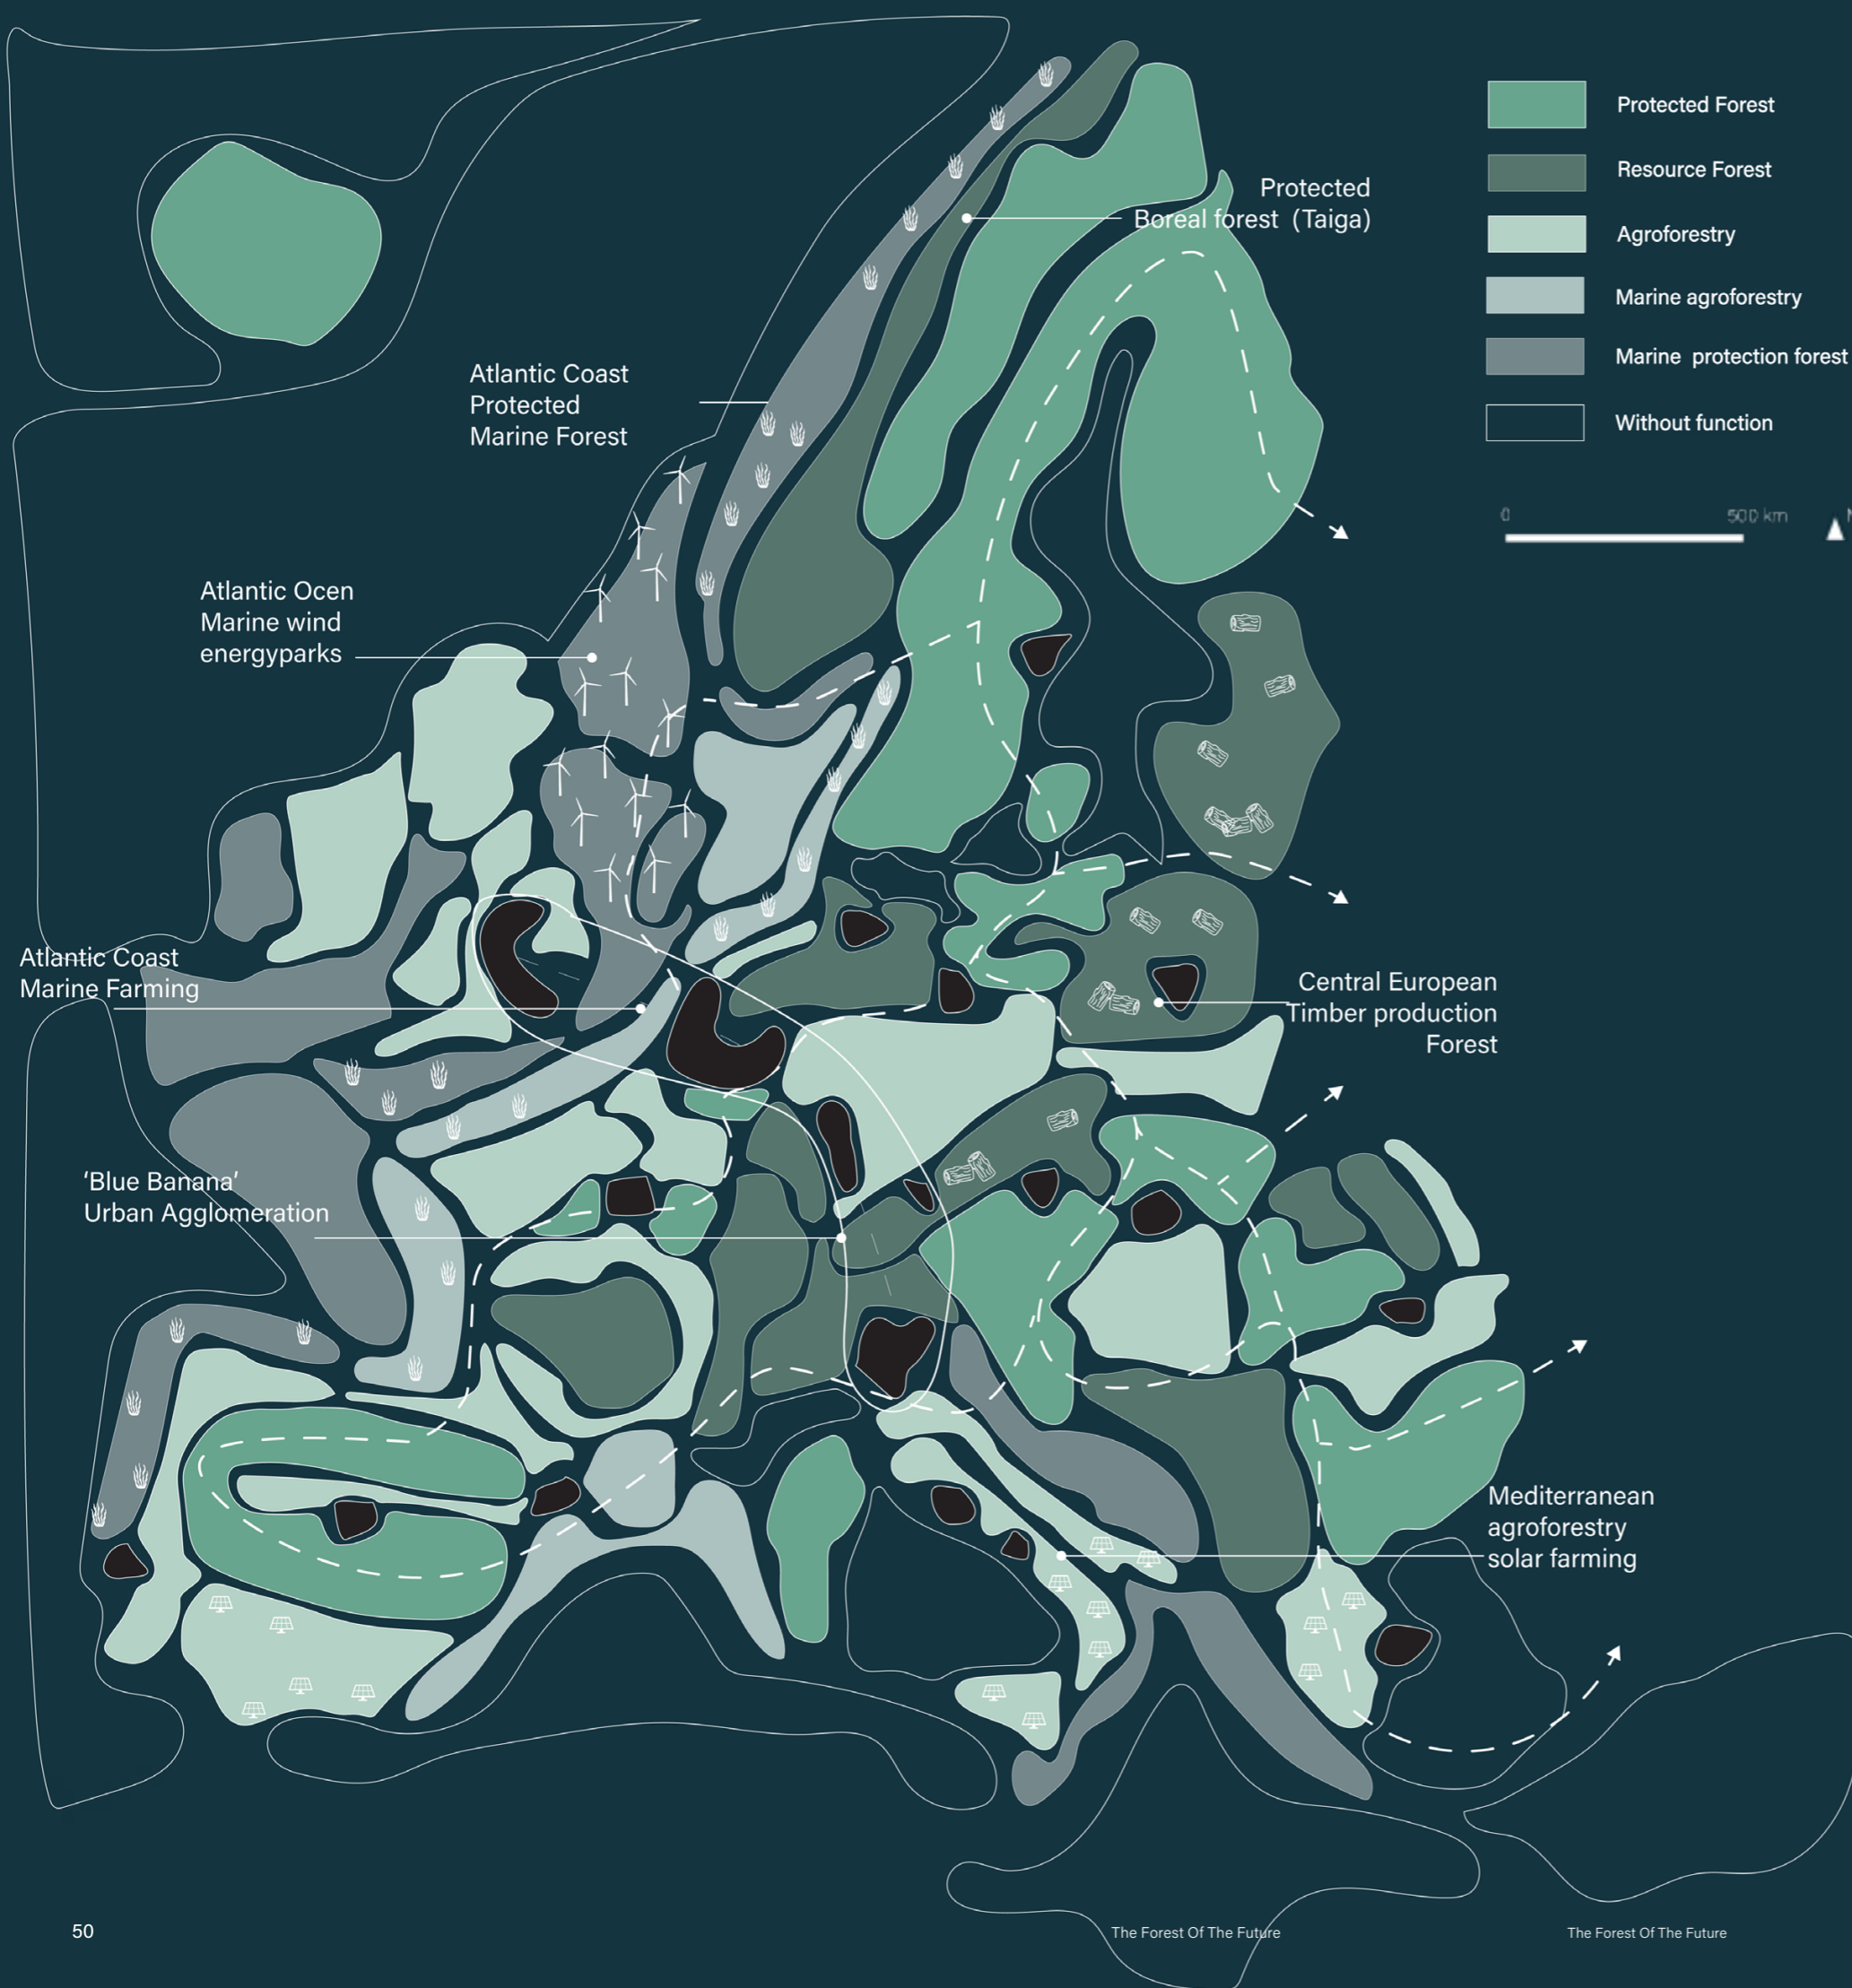 Protected Forest
Resource Forest
Agroforestry
Marine agroforestry
Marine  protection forest
Without function
0
500 km
N
Protected
Boreal forest  (Taiga)
Atlantic Coast
Protected
Marine Forest
Atlantic Ocen
Marine wind
energyparks
Atlantic Coast
Marine Farming
Central European
Timber production
Forest
‘Blue Banana’
Urban Agglomeration
Mediterranean
agroforestry
solar farming
50
The Forest Of The Future
The Forest Of The Future